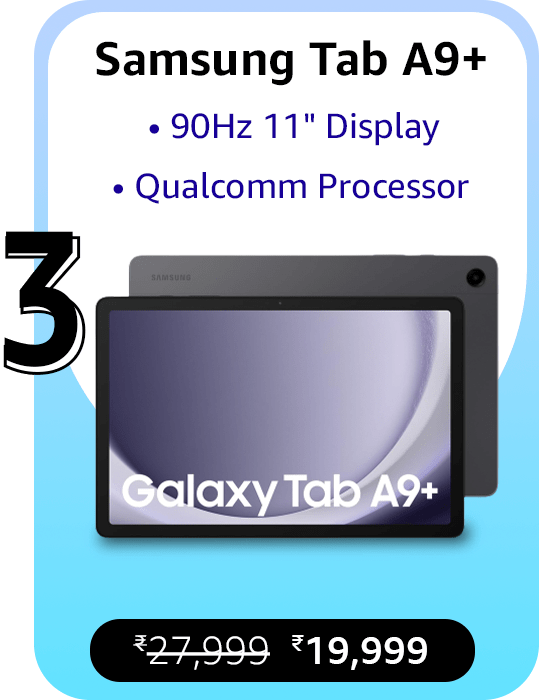 Samsung Tab A9+
• 90Hz 11" Display
• Qualcomm Processor
3
SAMSUNG
Galaxy Tab A9+
₹27,999 ₹19,999